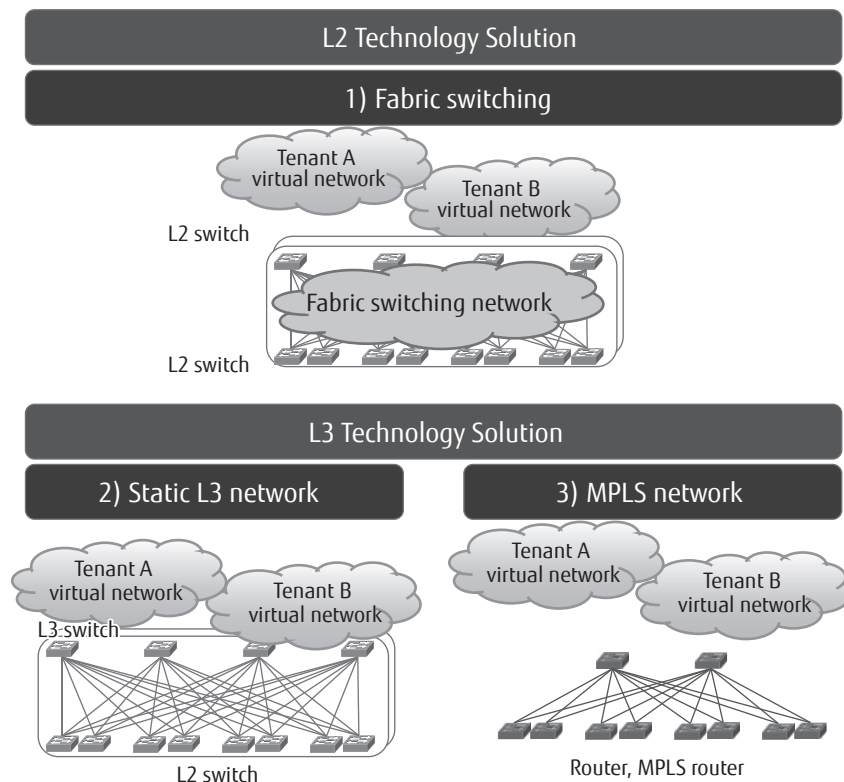 L2 Technology Solution
1) Fabric switching
Tenant A
virtual network
Tenant B
virtual network
L2 switch
Fabric switching network
L2 switch
L3 Technology Solution
2) Static L3 network
3) MPLS network
Tenant A
virtual network
Tenant B
virtual network
L3 switch
L2 switch
Tenant A
virtual network
Tenant B
virtual network
Router, MPLS router